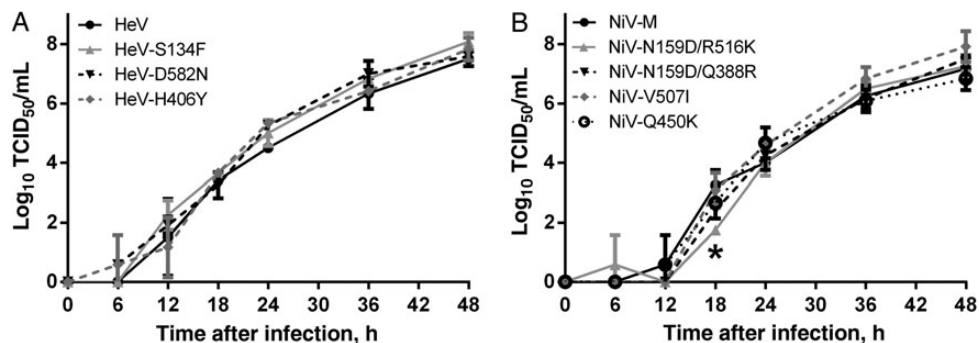 A
HeV
HeV-S134F
HeV-D582N
HeV-H406Y
Log10 TCID50/mL
8
6
4
2
0
0 6 12 18 24 30 36 42 48
Time after infection, h
B
NiV-M
NiV-N159D/R516K
NiV-N159D/Q388R
NiV-V507I
NiV-Q450K
Log10 TCID50/mL
8
6
4
2
0
*
0 6 12 18 24 30 36 42 48
Time after infection, h